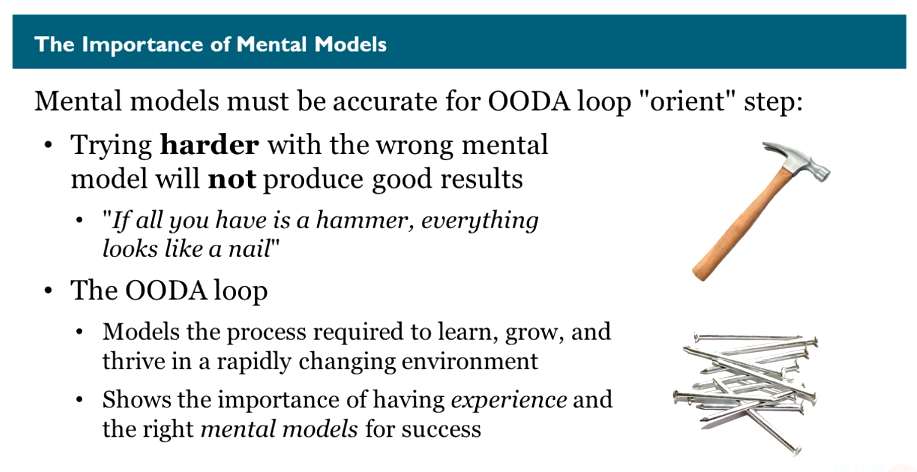 The Importance of Mental Models
Mental models must be accurate for OODA loop "orient" step:
• Trying harder with the wrong mental
model will not produce good results
• "If all you have is a hammer, everything
looks like a nail"
• The OODA loop
• Models the process required to learn, grow, and
thrive in a rapidly changing environment
• Shows the importance of having experience and
the right mental models for success